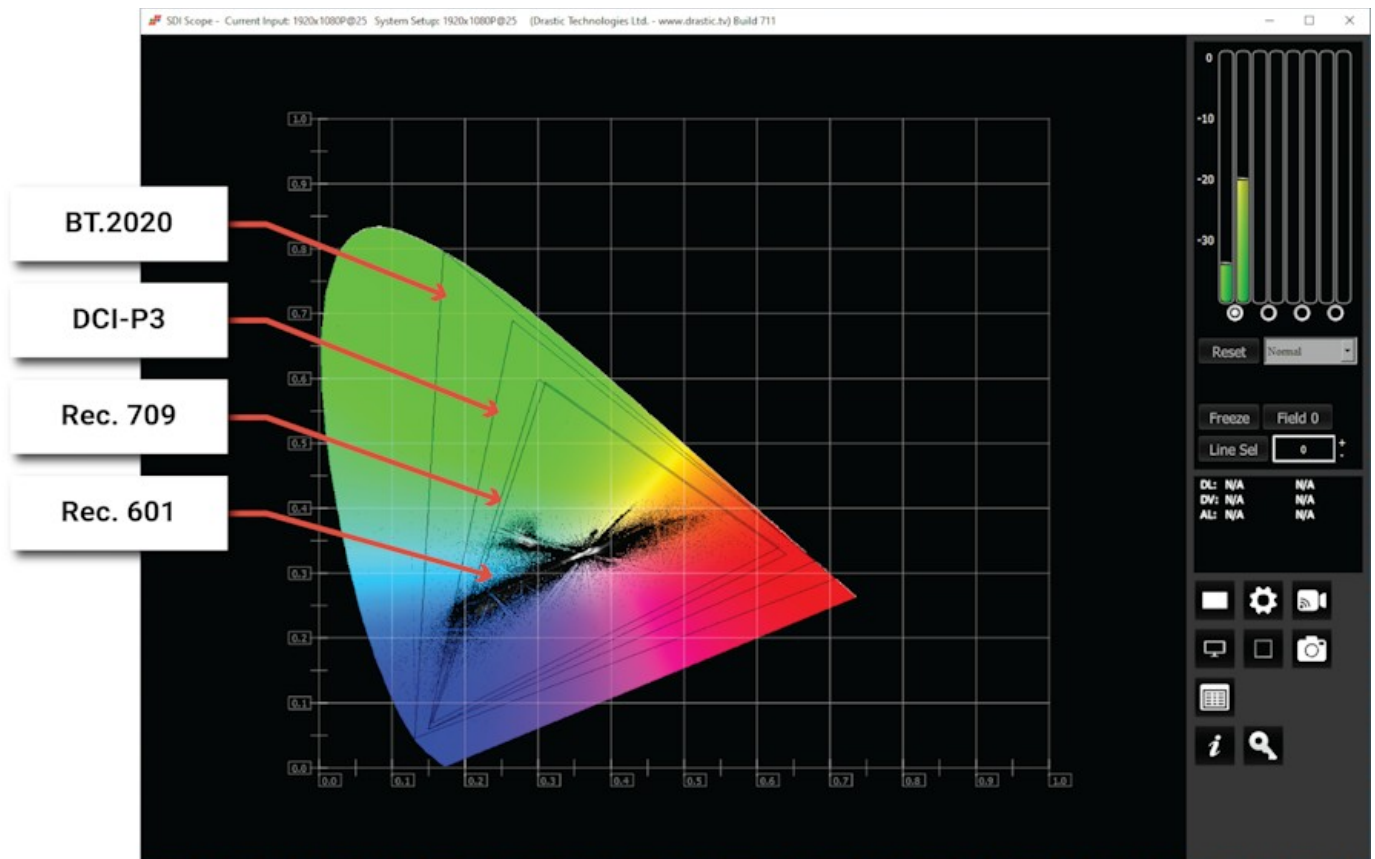 SDI Scope - Current Input: 1920x1080P@25 System Setup: 1920x1080P@25 (Drastic Technologies Ltd. - www.drastic.tv) Build 711
BT.2020
DCI-P3
Rec. 709
Rec. 601
1.0
0.9
0.8
0.7
0.6
0.5
0.4
0.3
0.2
0.1
0.0
0.0 0.1 0.2 0.3 0.4 0.5 0.6 0.7 0.8 0.9 1.0
0
-10
-20
-30
Reset Normal
Freeze Field 0
Line Sel 0 + -
DL: N/A N/A
DV: N/A N/A
AL: N/A N/A
i